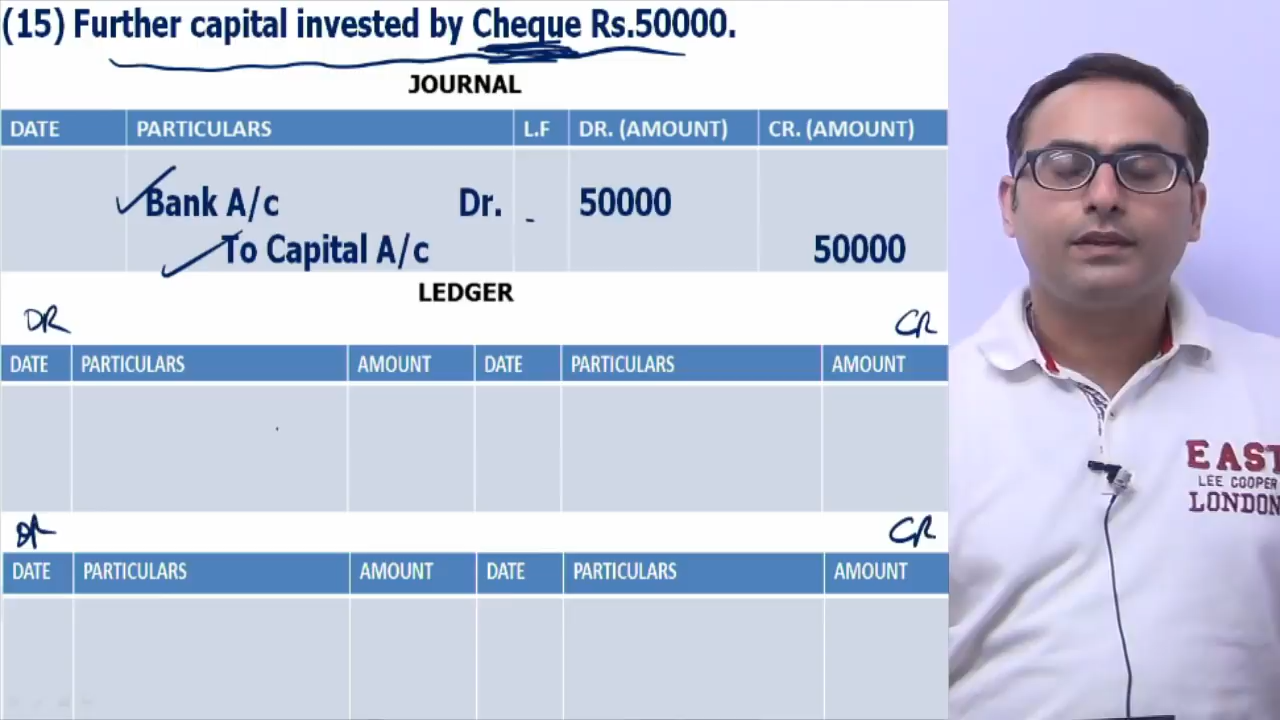 (15) Further capital invested by Cheque Rs.50000.
JOURNAL
DATE PARTICULARS L.F DR. (AMOUNT) CR. (AMOUNT)
Bank A/c Dr. 50000
To Capital A/c 50000
LEDGER
DR CR
DATE PARTICULARS AMOUNT DATE PARTICULARS AMOUNT
DR CR
DATE PARTICULARS AMOUNT DATE PARTICULARS AMOUNT
EAST
LEE COOPER
LONDON